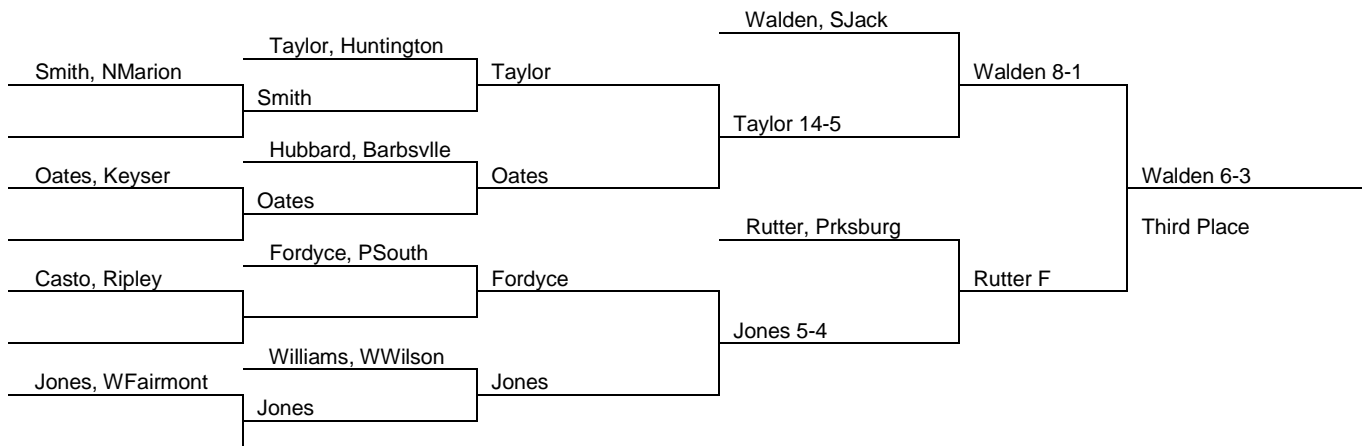 Walden, SJack
Taylor, Huntington
Smith, NMarion
Taylor
Walden 8-1
Smith
Taylor 14-5
Hubbard, Barbsvlle
Oates, Keyser
Oates
Walden 6-3
Oates
Rutter, Prksburg
Third Place
Fordyce, PSouth
Casto, Ripley
Fordyce
Rutter F
Jones 5-4
Williams, WWilson
Jones, WFairmont
Jones
Jones